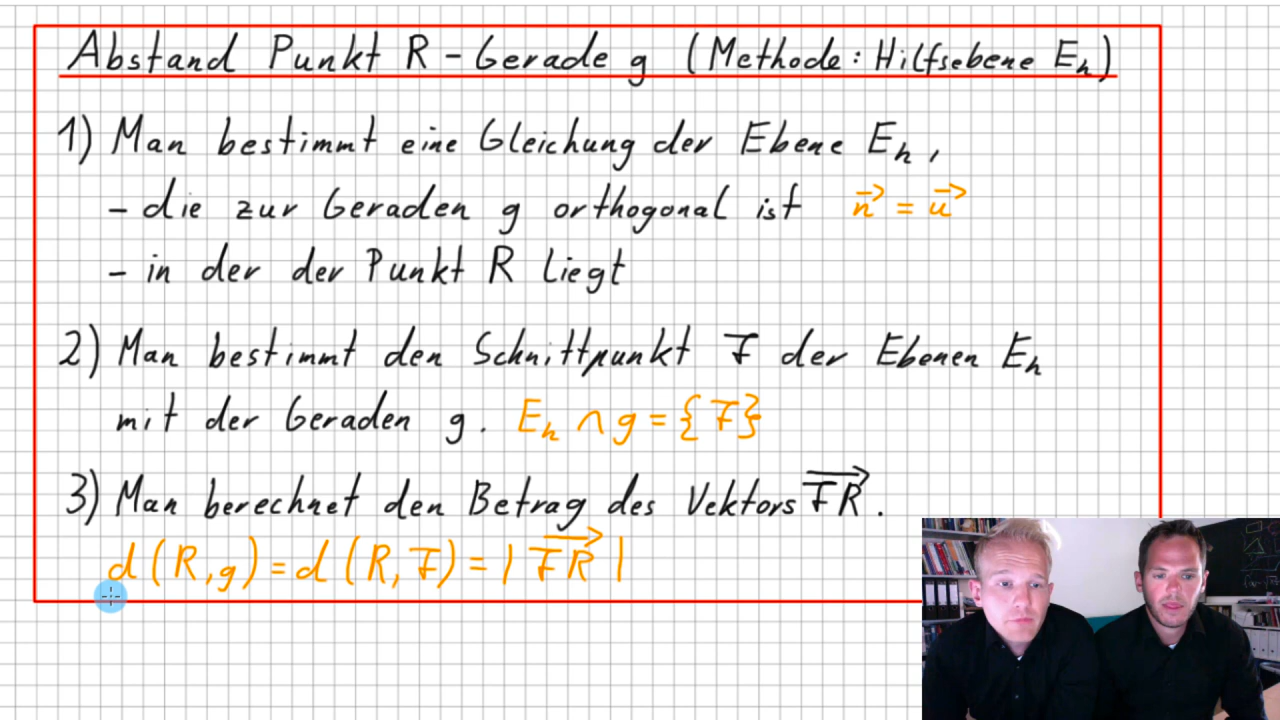 Abstand Punkt R - Gerade g (Methode: Hilfsebene Eₕ)
1) Man bestimmt eine Gleichung der Ebene Eₕ,
- die zur Geraden g orthogonal ist n⃗ = u⃗
- in der der Punkt R liegt
2) Man bestimmt den Schnittpunkt F der Ebenen Eₕ
mit der Geraden g. Eₕ ∩ g = {F}
3) Man berechnet den Betrag des Vektors F͞R⃗.
d (R, g) = d (R, F) = | F͞R⃗ |